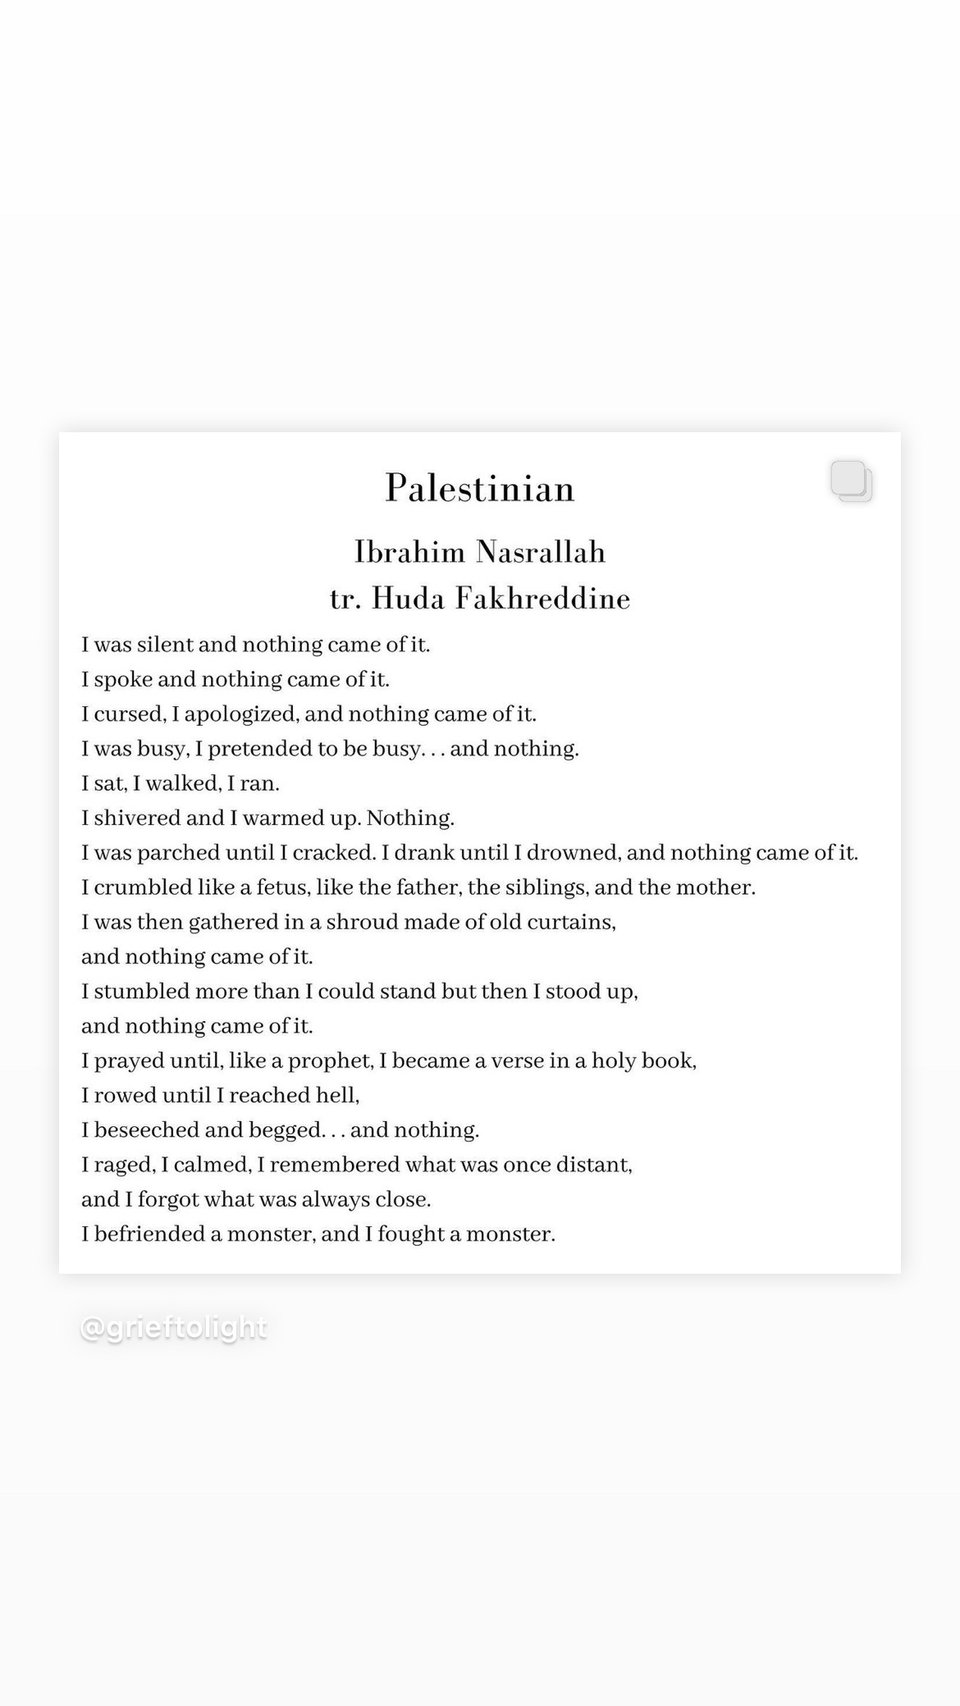 Palestinian
Ibrahim Nasrallah
tr. Huda Fakhreddine
I was silent and nothing came of it.
I spoke and nothing came of it.
I cursed, I apologized, and nothing came of it.
I was busy, I pretended to be busy. . . and nothing.
I sat, I walked, I ran.
I shivered and I warmed up. Nothing.
I was parched until I cracked. I drank until I drowned, and nothing came of it.
I crumbled like a fetus, like the father, the siblings, and the mother.
I was then gathered in a shroud made of old curtains,
and nothing came of it.
I stumbled more than I could stand but then I stood up,
and nothing came of it.
I prayed until, like a prophet, I became a verse in a holy book,
I rowed until I reached hell,
I beseeched and begged. . . and nothing.
I raged, I calmed, I remembered what was once distant,
and I forgot what was always close.
I befriended a monster, and I fought a monster.
@grieftolight